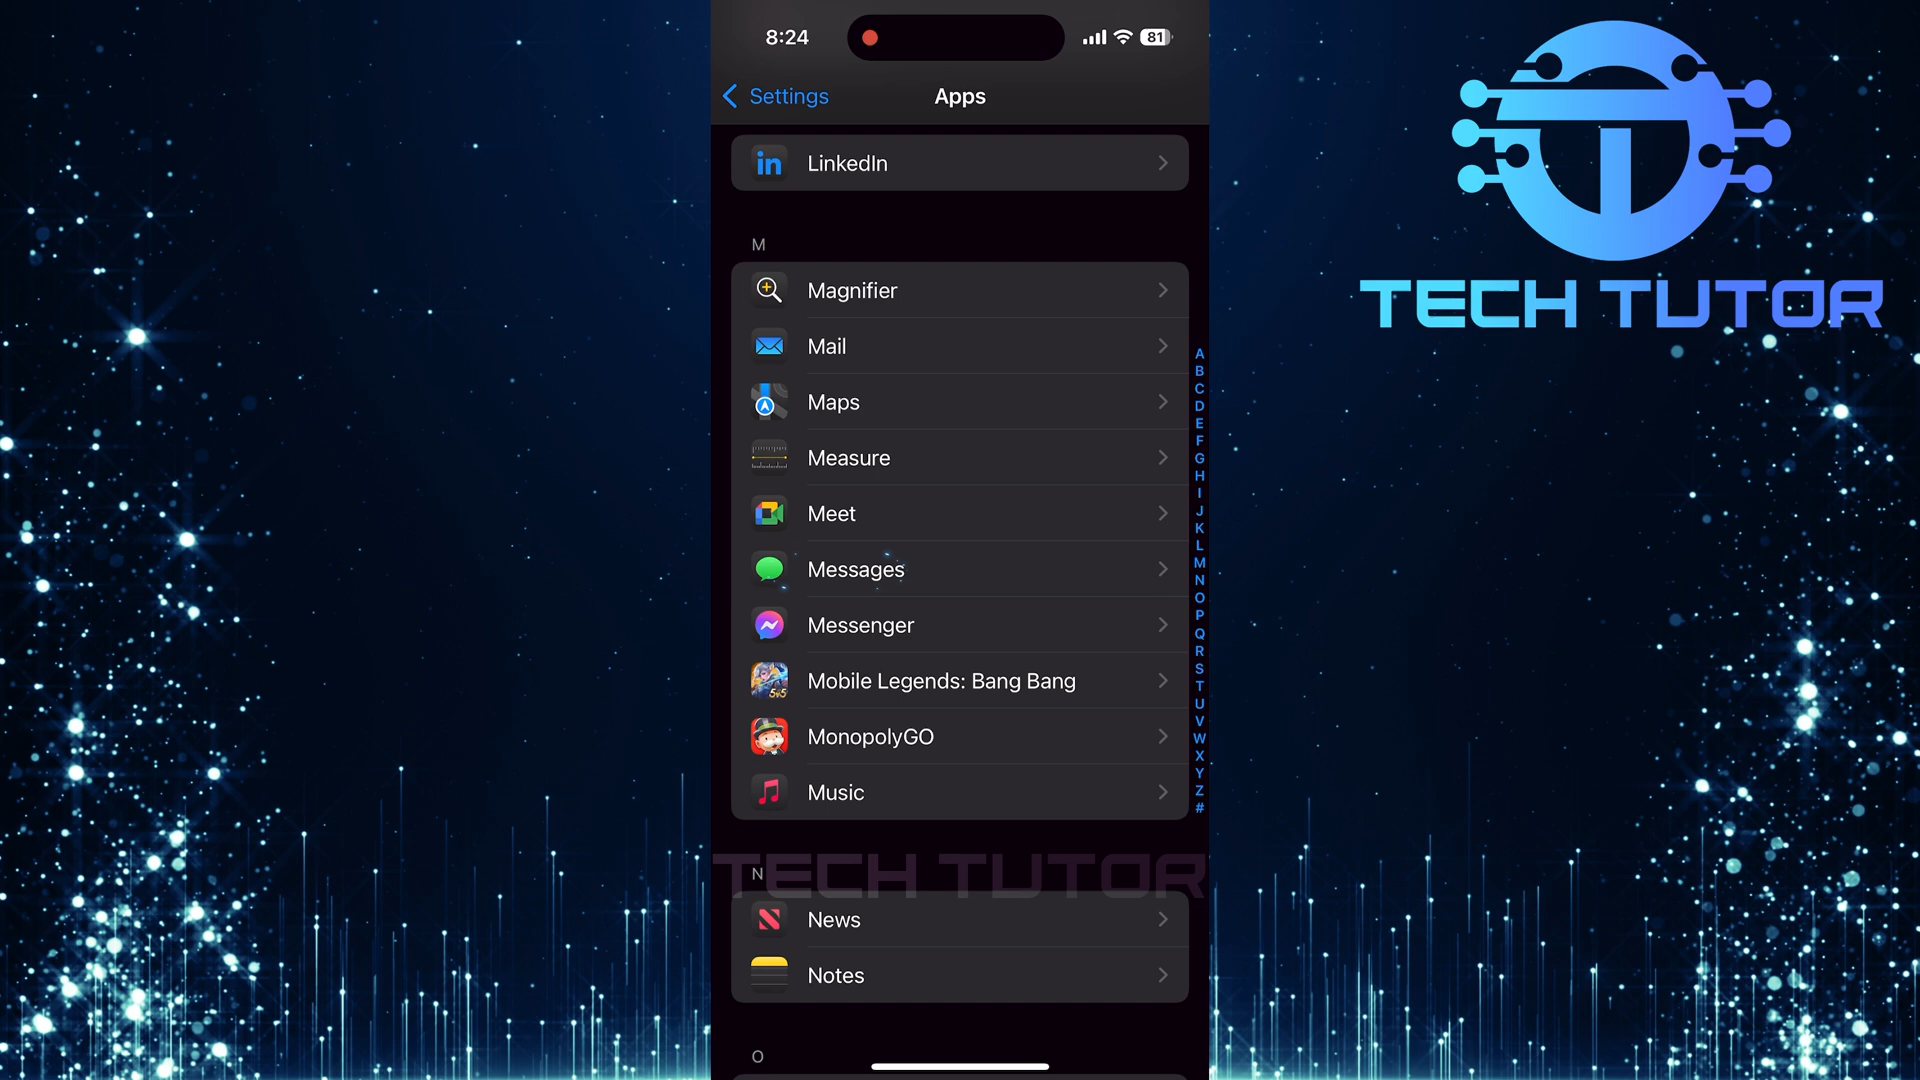 8:24
81
Settings
Apps
LinkedIn
M
Magnifier
Mail
Maps
Measure
Meet
Messages
Messenger
Mobile Legends: Bang Bang
5v5
MonopolyGO
Music
N
News
Notes
O
A
B
C
D
E
F
G
H
I
J
K
L
M
N
O
P
Q
R
S
T
U
V
W
X
Y
Z
#
TECH TUTOR
TECH TUTOR